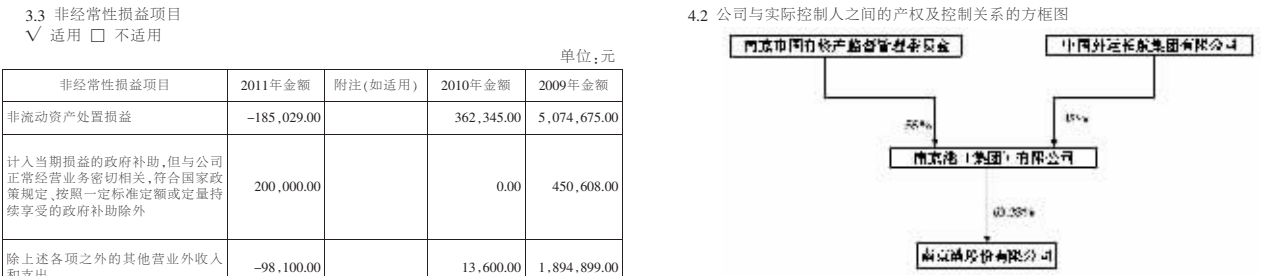 3.3 非经常性损益项目
√ 适用 □ 不适用
单位:元
非经常性损益项目 2011年金额 附注(如适用) 2010年金额 2009年金额
非流动资产处置损益 -185,029.00 362,345.00 5,074,675.00
计入当期损益的政府补助,但与公司
正常经营业务密切相关,符合国家政
策规定、按照一定标准定额或定量持
续享受的政府补助除外
200,000.00 0.00 450,608.00
除上述各项之外的其他营业外收入
和支出
-98,100.00 13,600.00 1,894,899.00
4.2 公司与实际控制人之间的产权及控制关系的方框图
南京市国有资产监督管理委员会
中国外运长航集团有限公司
55%
45%
南京港(集团)有限公司
南京港股份有限公司